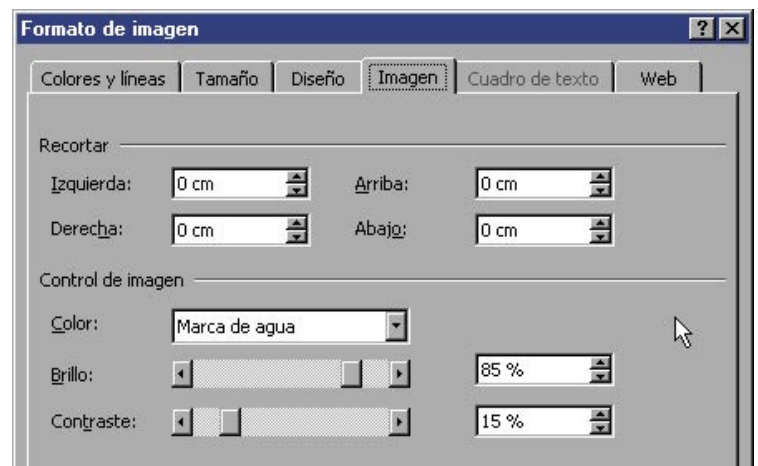 Formato de imagen
Colores y líneas Tamaño Diseño Imagen Cuadro de texto Web
Recortar
Izquierda: 0 cm Arriba: 0 cm
Derecha: 0 cm Abajo: 0 cm
Control de imagen
Color: Marca de agua
Brillo: 85 %
Contraste: 15 %